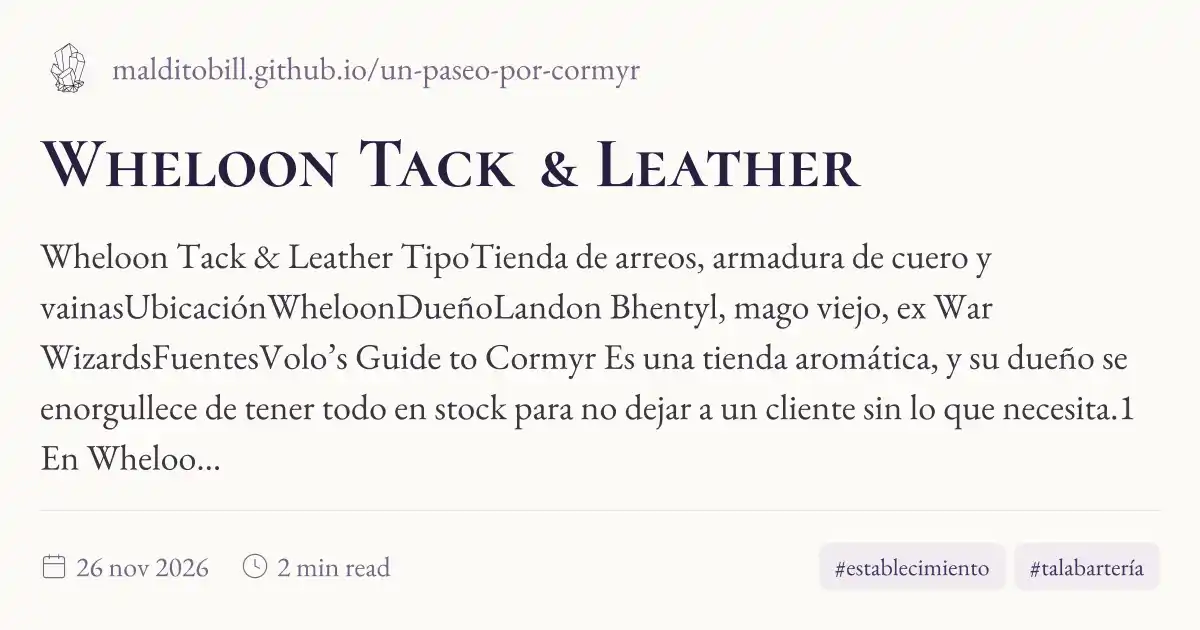 malditobill.github.io/un-paseo-por-cormyr
Wheloon Tack & Leather
Wheloon Tack & Leather TipoTienda de arreos, armadura de cuero y
vainasUbicaciónWheloonDueñoLandon Bhentyl, mago viejo, ex War
WizardsFuentesVolo’s Guide to Cormyr Es una tienda aromática, y su dueño se
enorgullece de tener todo en stock para no dejar a un cliente sin lo que necesita.1
En Wheloo...
26 nov 2026 2 min read #establecimiento #talabartería